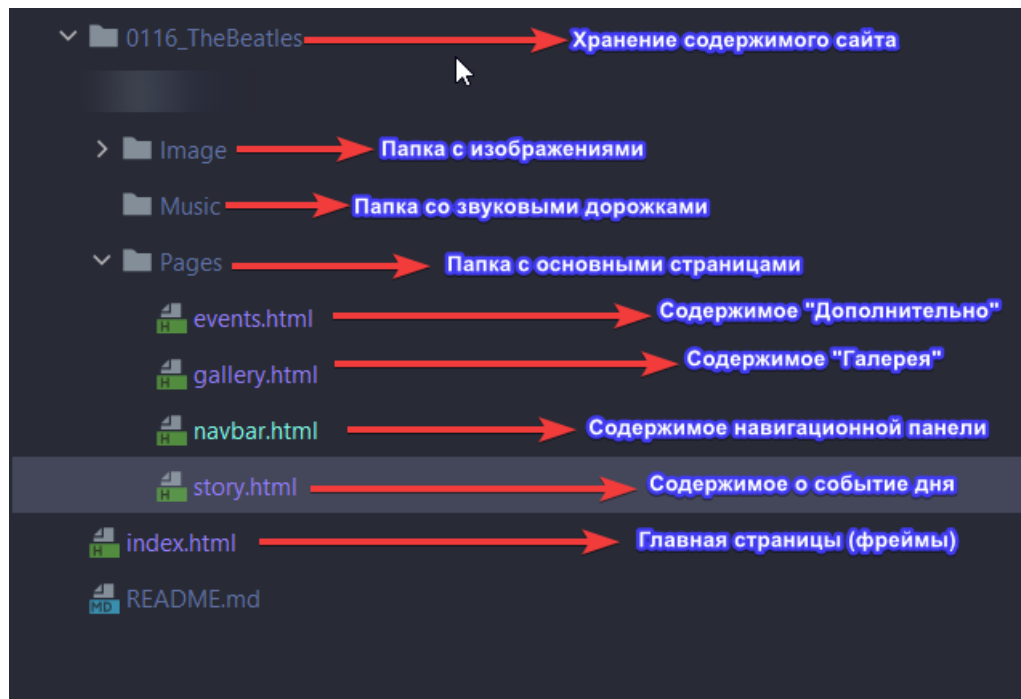 0116_TheBeatles Хранение содержимого сайта
Image Папка с изображениями
Music Папка со звуковыми дорожками
Pages Папка с основными страницами
H events.html Содержимое "Дополнительно"
H gallery.html Содержимое "Галерея"
H navbar.html Содержимое навигационной панели
H story.html Содержимое о событие дня
H index.html Главная страницы (фреймы)
MD README.md